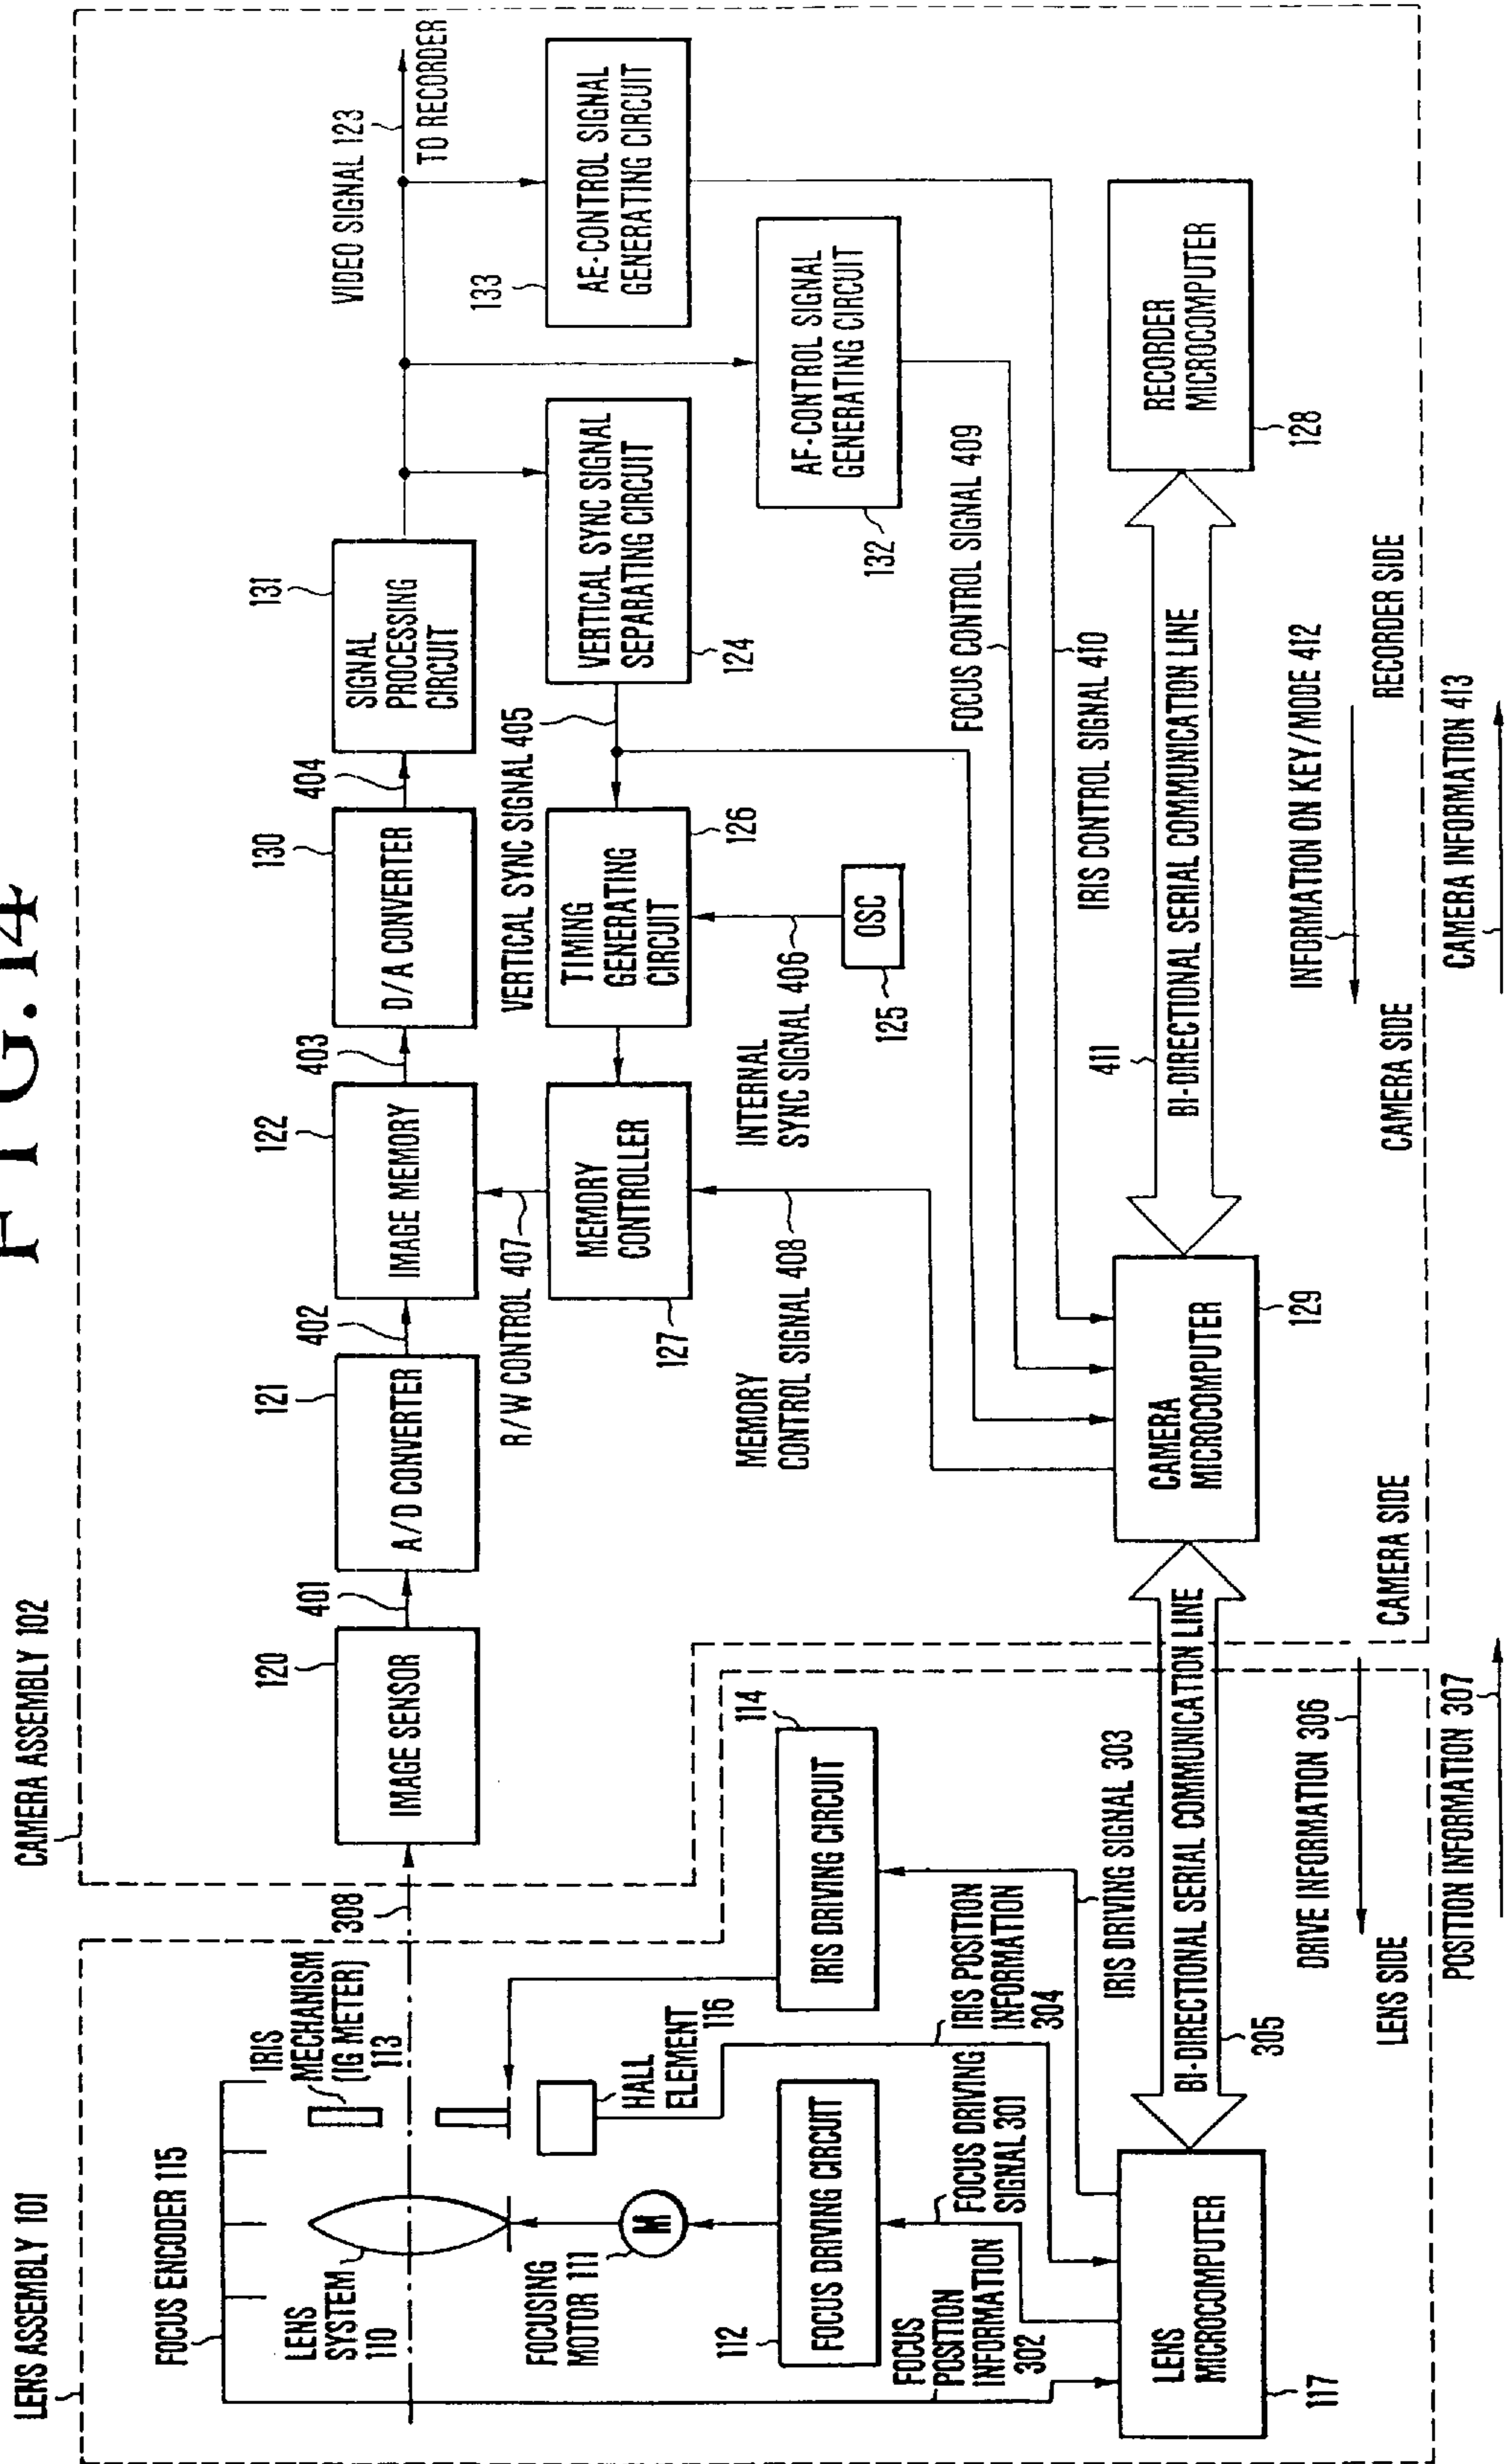 FIG.14
LENS ASSEMBLY 101
CAMERA ASSEMBLY 102
FOCUS ENCODER 115
LENS
SYSTEM
110
IRIS
MECHANISM
(IG METER)
113
308
FOCUSING
MOTOR 111
M
HALL
ELEMENT
116
112
FOCUS DRIVING CIRCUIT
114
IRIS DRIVING CIRCUIT
FOCUS
POSITION
INFORMATION
302
FOCUS DRIVING
SIGNAL 301
IRIS POSITION
INFORMATION
304
IRIS DRIVING SIGNAL 303
LENS
MICROCOMPUTER
117
BI-DIRECTIONAL SERIAL COMMUNICATION LINE
305
DRIVE INFORMATION 306
LENS SIDE
CAMERA SIDE
POSITION INFORMATION 307
120
IMAGE SENSOR
401
121
A/D CONVERTER
402
122
IMAGE MEMORY
403
130
D/A CONVERTER
404
131
SIGNAL
PROCESSING
CIRCUIT
VIDEO SIGNAL 123
TO RECORDER
R/W CONTROL 407
MEMORY
CONTROLLER
127
VERTICAL SYNC SIGNAL 405
TIMING
GENERATING
CIRCUIT
126
VERTICAL SYNC SIGNAL
SEPARATING CIRCUIT
124
133
AE-CONTROL SIGNAL
GENERATING CIRCUIT
MEMORY
CONTROL SIGNAL 408
INTERNAL
SYNC SIGNAL 406
OSC
125
AF-CONTROL SIGNAL
GENERATING CIRCUIT
132
FOCUS CONTROL SIGNAL 409
IRIS CONTROL SIGNAL 410
CAMERA
MICROCOMPUTER
129
411
BI-DIRECTIONAL SERIAL COMMUNICATION LINE
RECORDER
MICROCOMPUTER
128
INFORMATION ON KEY/MODE 412
CAMERA SIDE
RECORDER SIDE
CAMERA INFORMATION 413